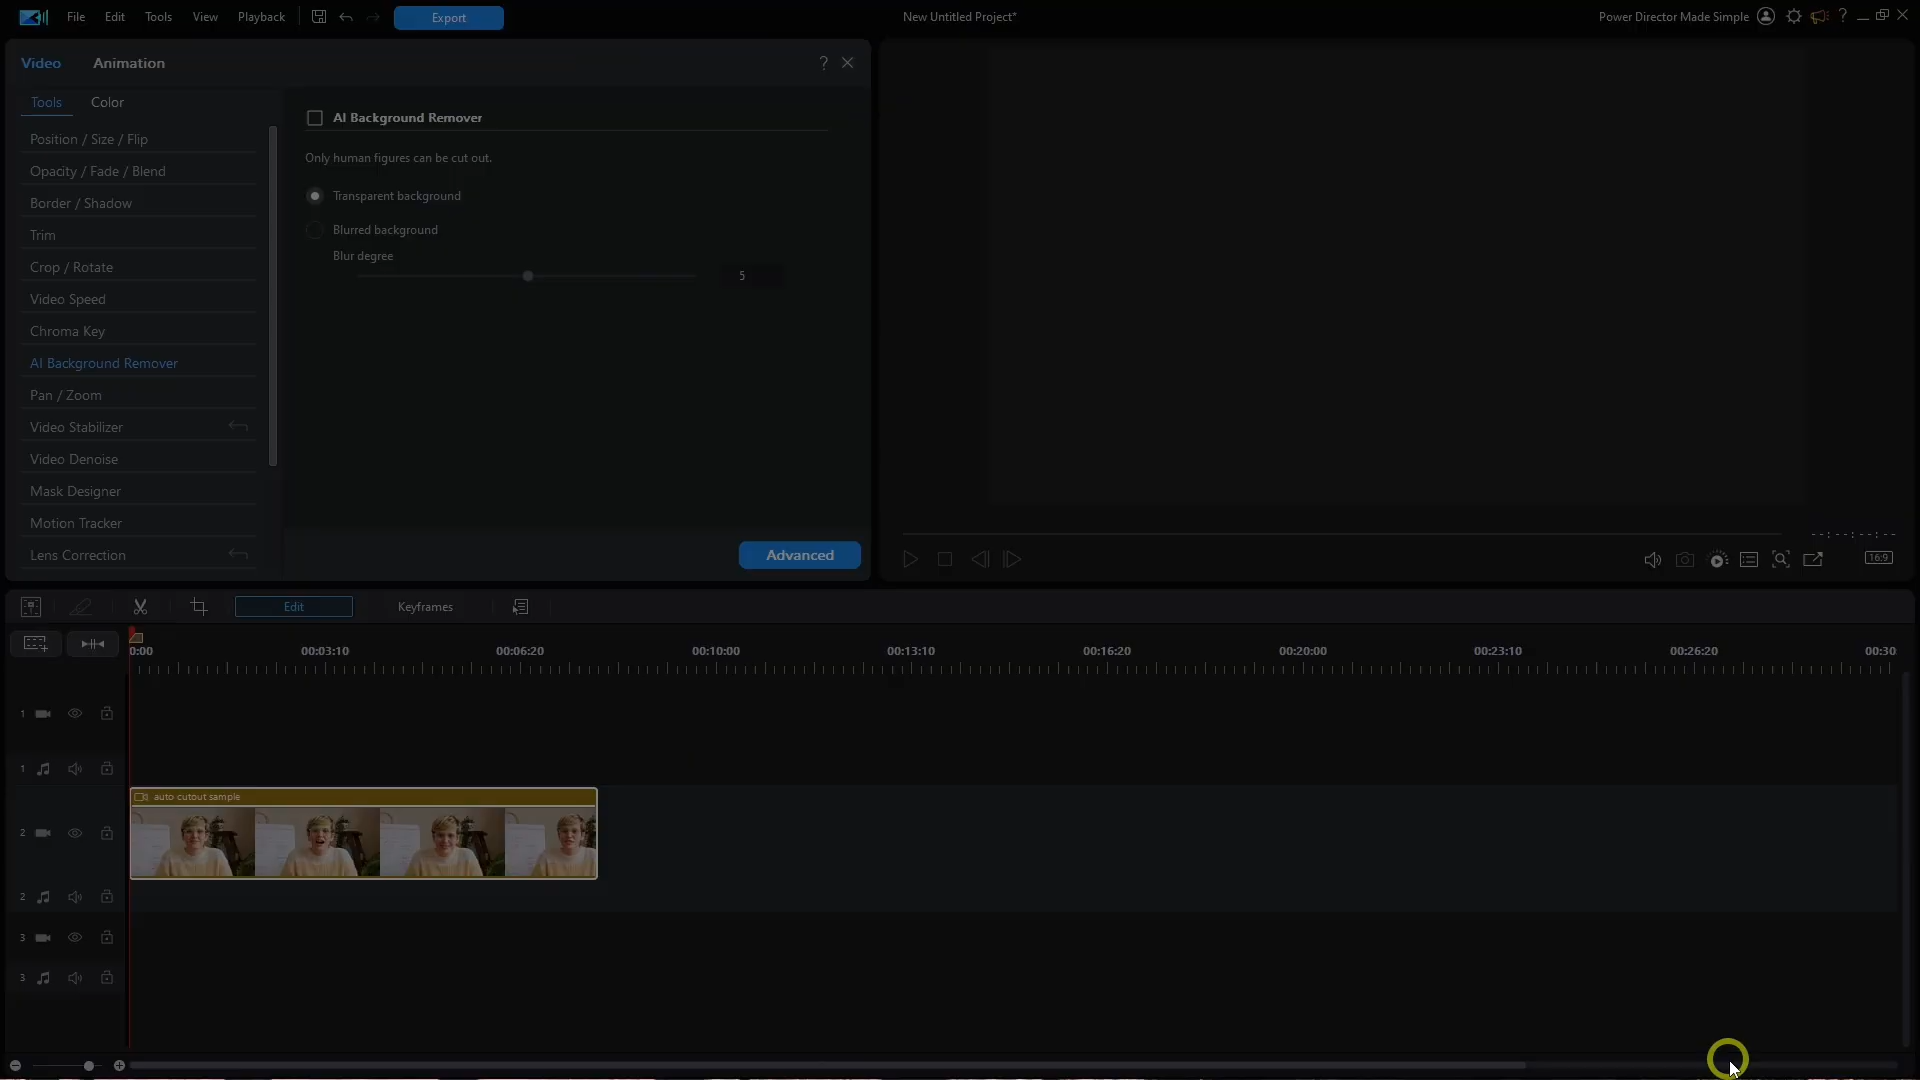 File Edit Tools View Playback Export New Untitled Project* Power Director Made Simple ?
Video Animation ?
Tools Color
Position / Size / Flip
Opacity / Fade / Blend
Border / Shadow
Trim
Crop / Rotate
Video Speed
Chroma Key
AI Background Remover
Pan / Zoom
Video Stabilizer
Video Denoise
Mask Designer
Motion Tracker
Lens Correction
AI Background Remover
Only human figures can be cut out.
Transparent background
Blurred background
Blur degree
5
Advanced
--:--:--:--
16:9
Edit Keyframes
0:00 00:03:10 00:06:20 00:10:00 00:13:10 00:16:20 00:20:00 00:23:10 00:26:20 00:30
1
1
auto cutout sample
2
2
3
3